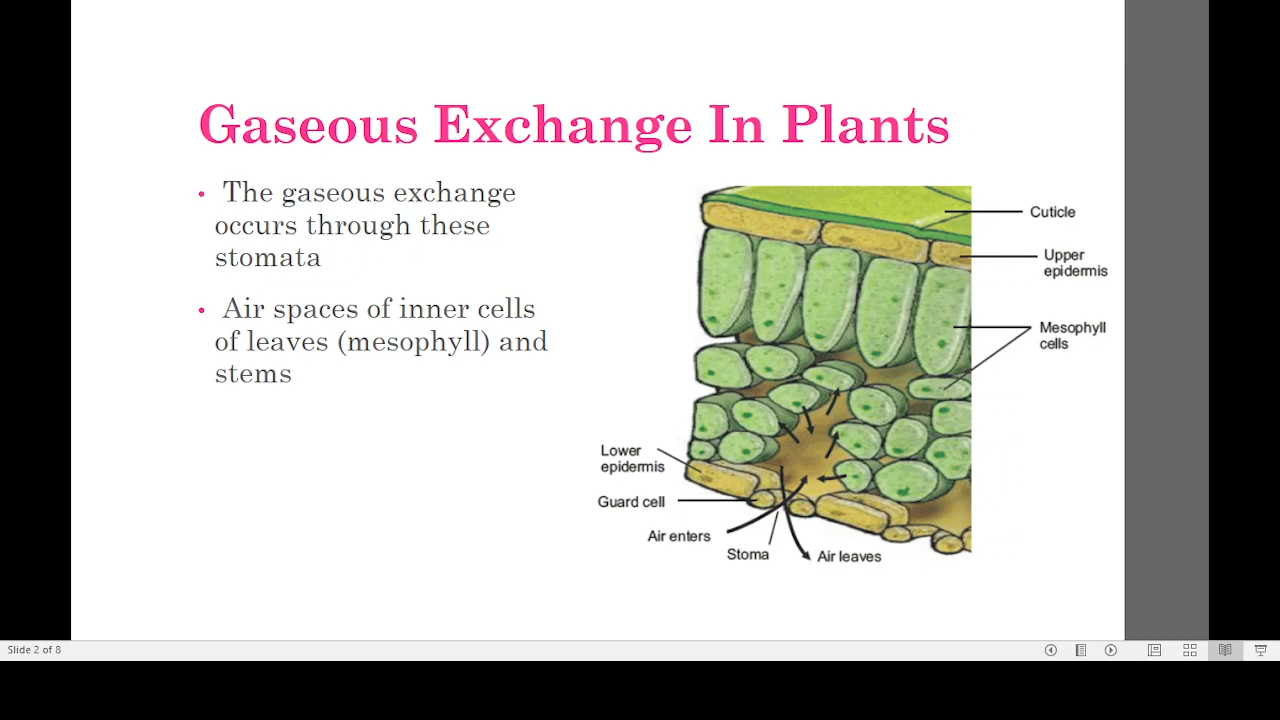 Gaseous Exchange In Plants
• The gaseous exchange
occurs through these
stomata
• Air spaces of inner cells
of leaves (mesophyll) and
stems
Cuticle
Upper
epidermis
Mesophyll
cells
Lower
epidermis
Guard cell
Air enters
Stoma
Air leaves
Slide 2 of 8